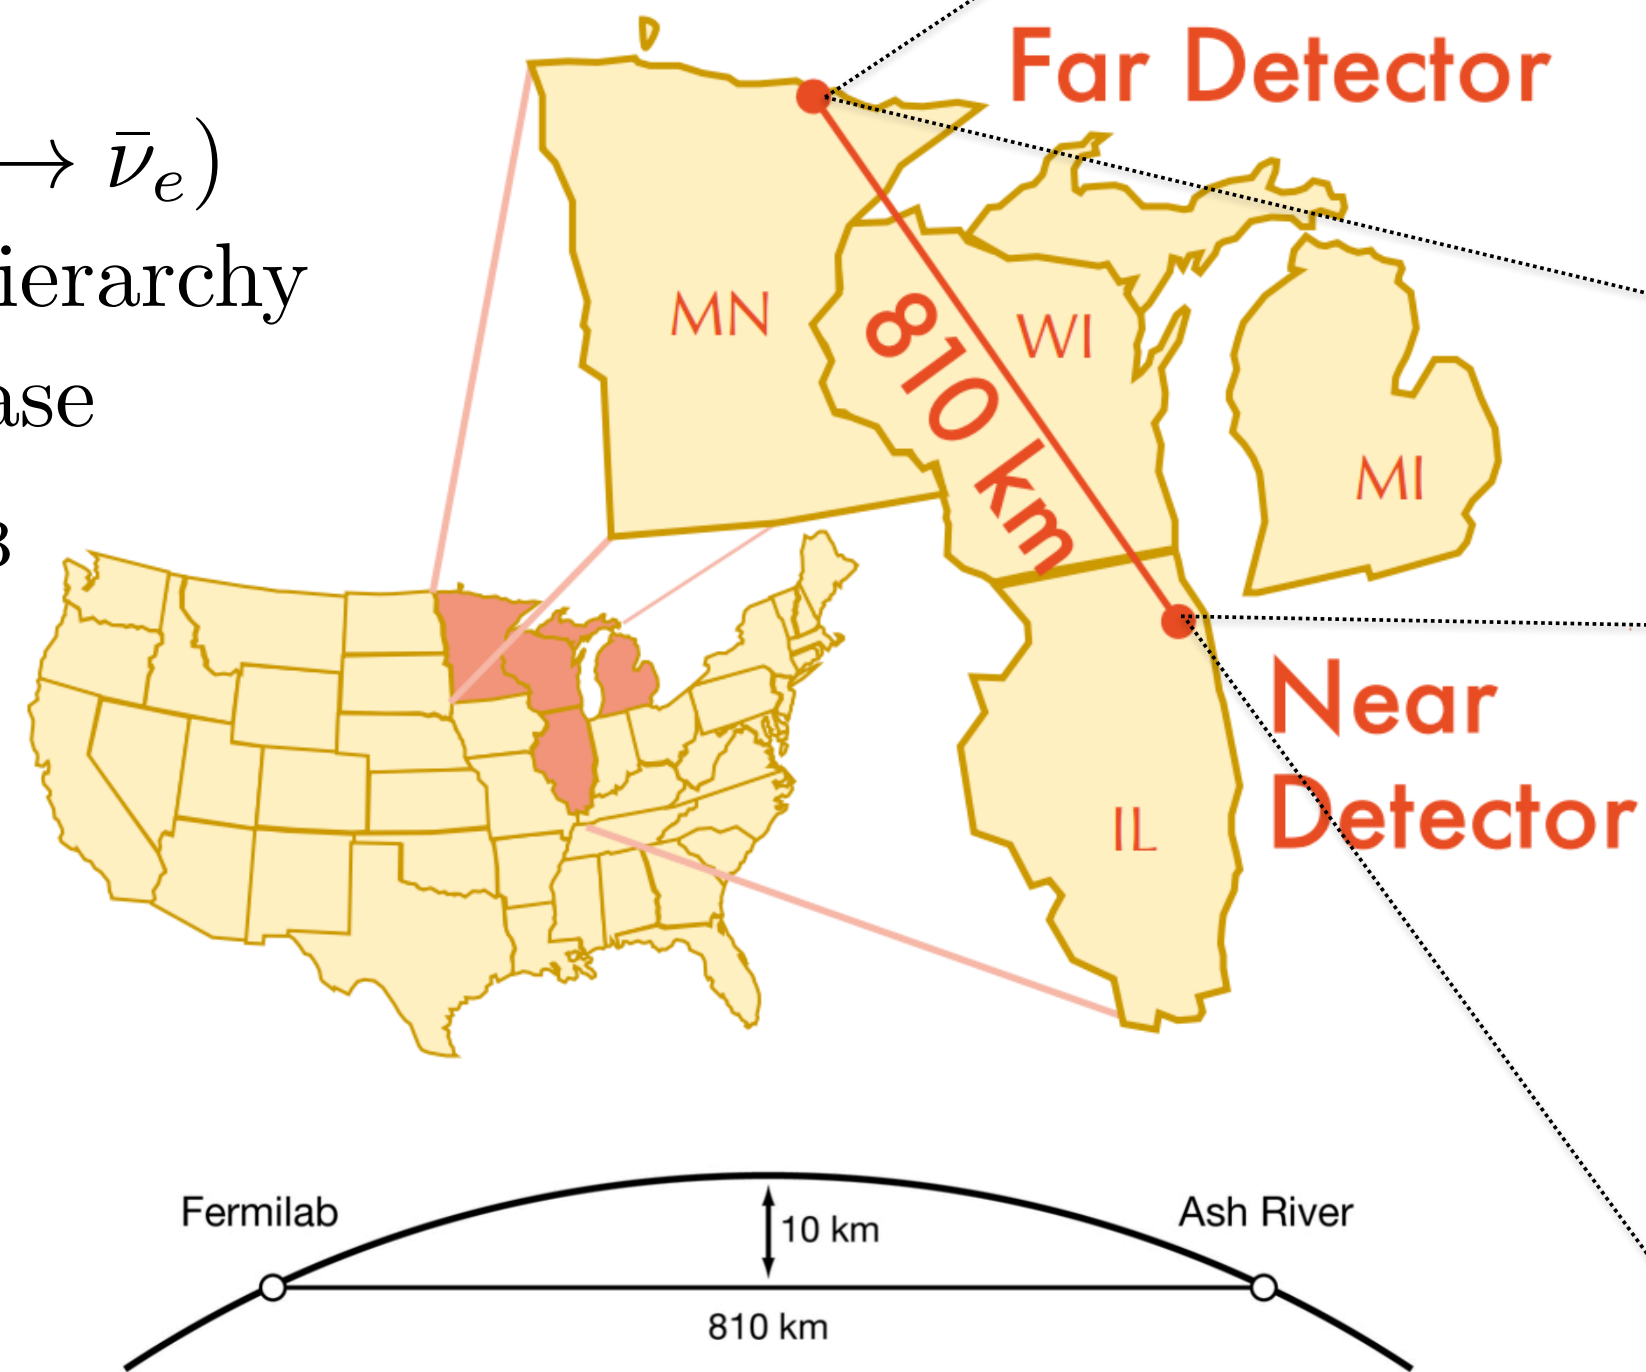 Far Detector
→ ν̄ₑ)
ierarchy
ase
3
MN
WI
MI
810 km
Near
Detector
IL
Fermilab
Ash River
10 km
810 km